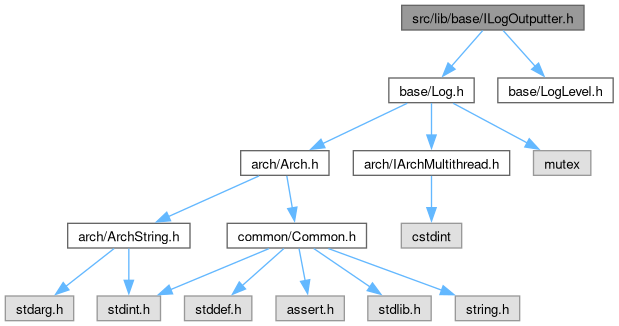 src/lib/base/ILogOutputter.h
base/Log.h
base/LogLevel.h
arch/Arch.h
arch/IArchMultithread.h
mutex
arch/ArchString.h
common/Common.h
cstdint
stdarg.h
stdint.h
stddef.h
assert.h
stdlib.h
string.h